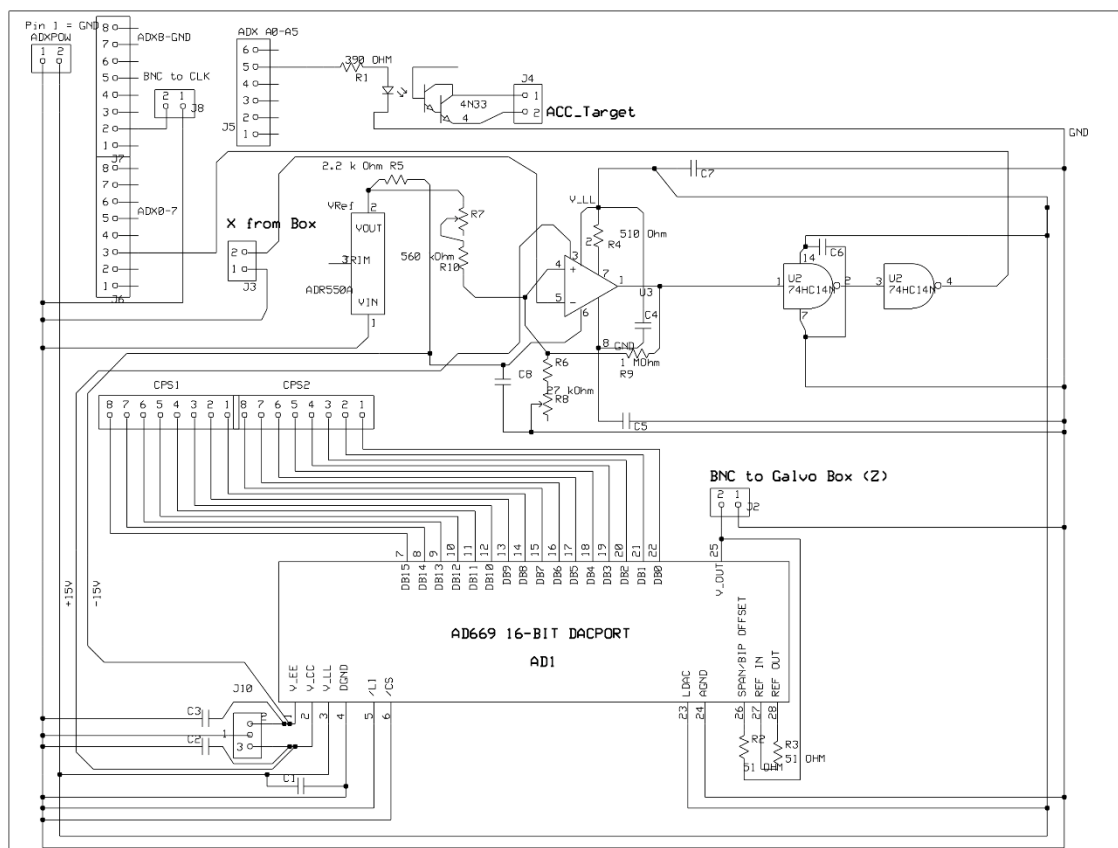 Pin 1 = GND
ADXPOW
1 2
8 7 6 5 4 3 2 1
ADX8-GND
J7
8 7 6 5 4 3 2 1
ADX0-7
J6
BNC to CLK
2 1
J8
ADX A0-A5
6 5 4 3 2 1
J5
390 OHM
R1
4N33
4
J4
1
2
ACC_Target
GND
2.2 k Ohm R5
VRef
2
VOUT
3
TRIM
ADR550A
VIN
1
X from Box
2
1
J3
R7
560 kOhm
R10
V_LL
510 Ohm
2
R4
3
4
+
5
-
7
1
U3
6
8
GND
C4
C7
1 MOhm
R9
R6
27 kOhm
R8
C8
C5
C6
14
U2
74HC14N
1
2
7
U2
74HC14N
3
4
CPS1
CPS2
8 7 6 5 4 3 2 1 8 7 6 5 4 3 2 1
BNC to Galvo Box (Z)
2 1
J2
7 8 9 10 11 12 13 14 15 16 17 18 19 20 21 22 25
DB15 DB14 DB13 DB12 DB11 DB10 DB9 DB8 DB7 DB6 DB5 DB4 DB3 DB2 DB1 DB0 V_OUT
+15V
-15V
AD669 16-BIT DACPORT
AD1
V_EE V_CC V_LL DGND /L1 /CS LDAC AGND SPAN/BIP OFFSET REF IN REF OUT
1 2 3 4 5 6 23 24 26 27 28
J10
2
1
3
C3
C2
C1
R2
51 OHM
R3
51 OHM